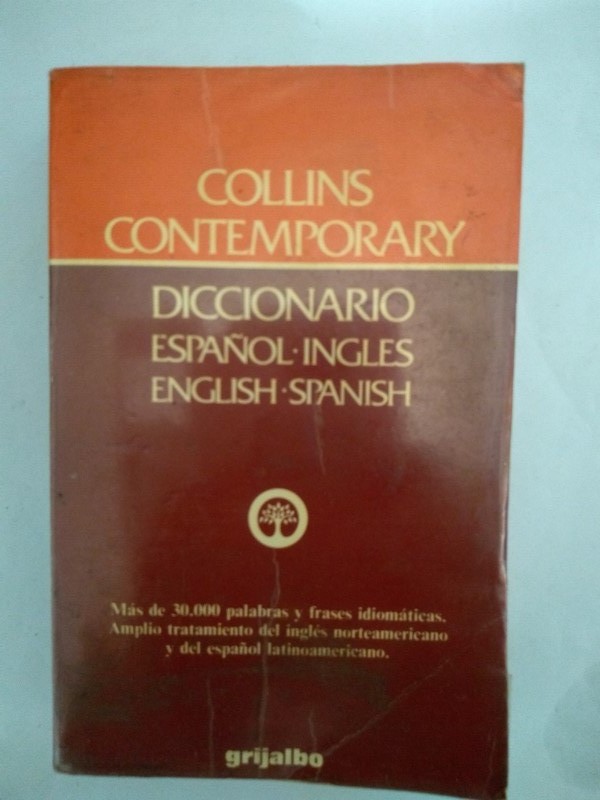 COLLINS
CONTEMPORARY
DICCIONARIO
ESPAÑOL·INGLES
ENGLISH·SPANISH
Más de 30.000 palabras y frases idiomáticas.
Amplio tratamiento del inglés norteamericano
y del español latinoamericano.
grijalbo